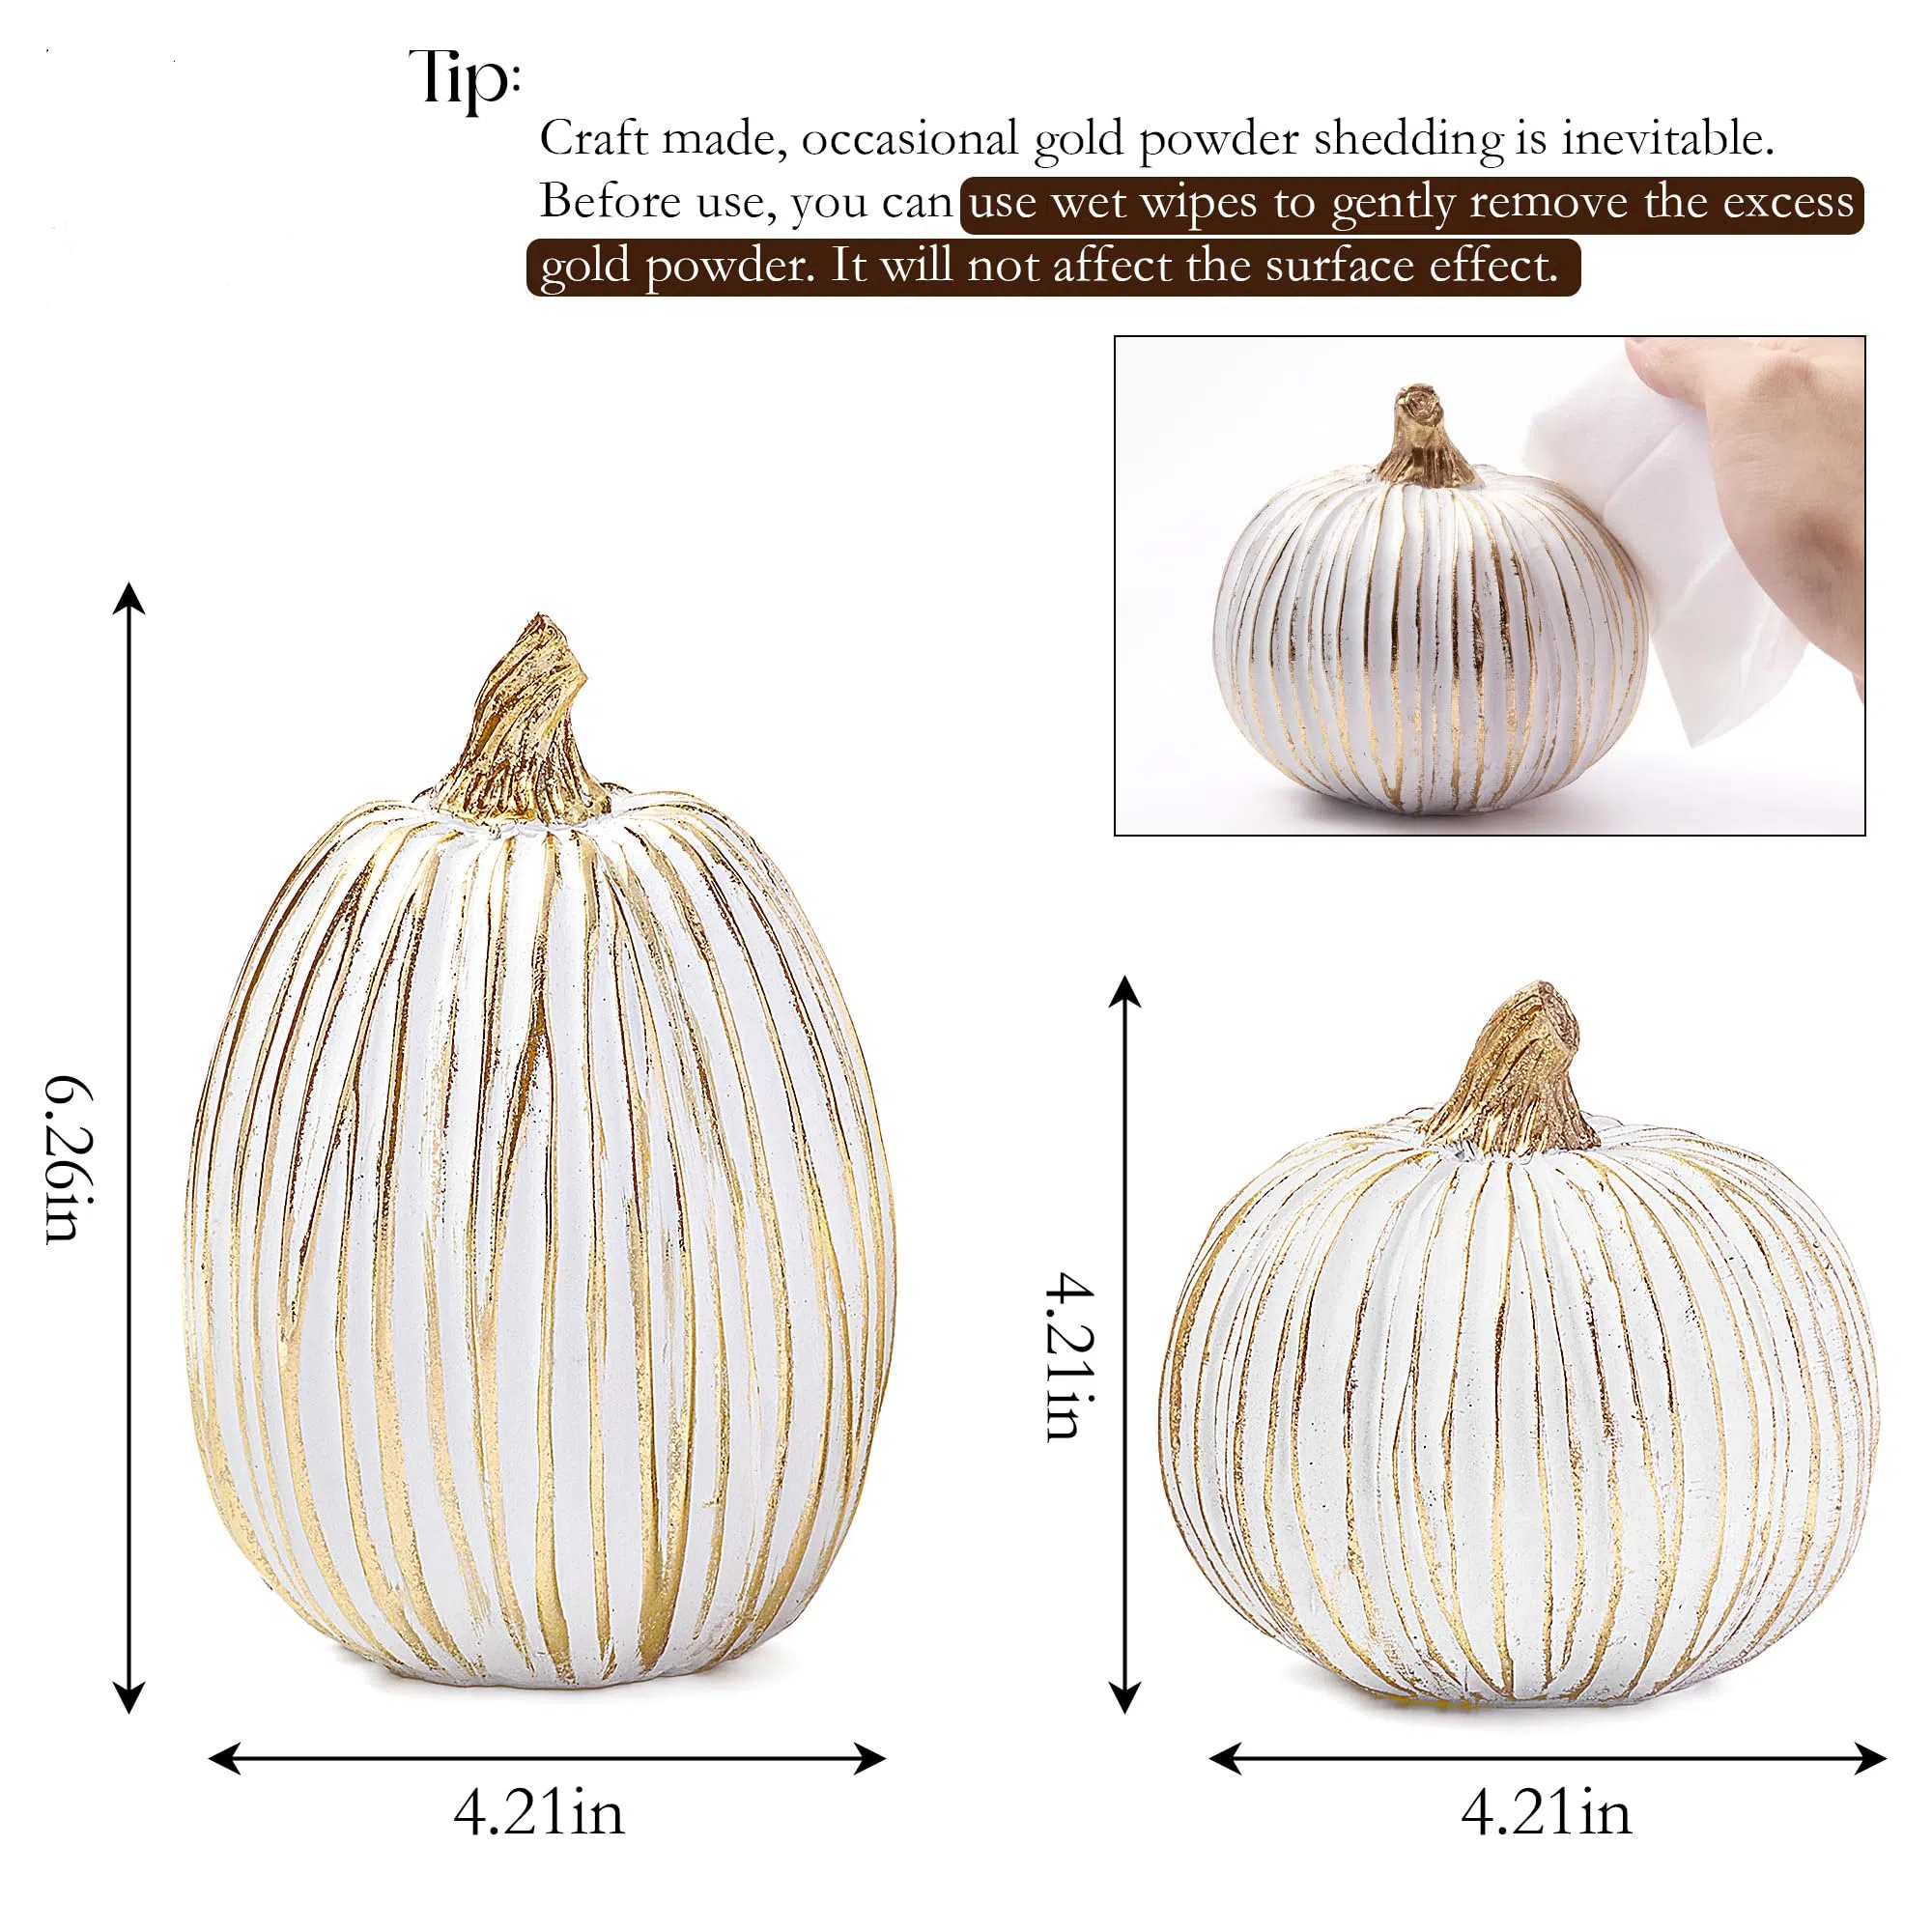 Tip:
Craft made, occasional gold powder shedding is inevitable.
Before use, you can use wet wipes to gently remove the excess
gold powder. It will not affect the surface effect.
6.26in
4.21in
4.21in
4.21in